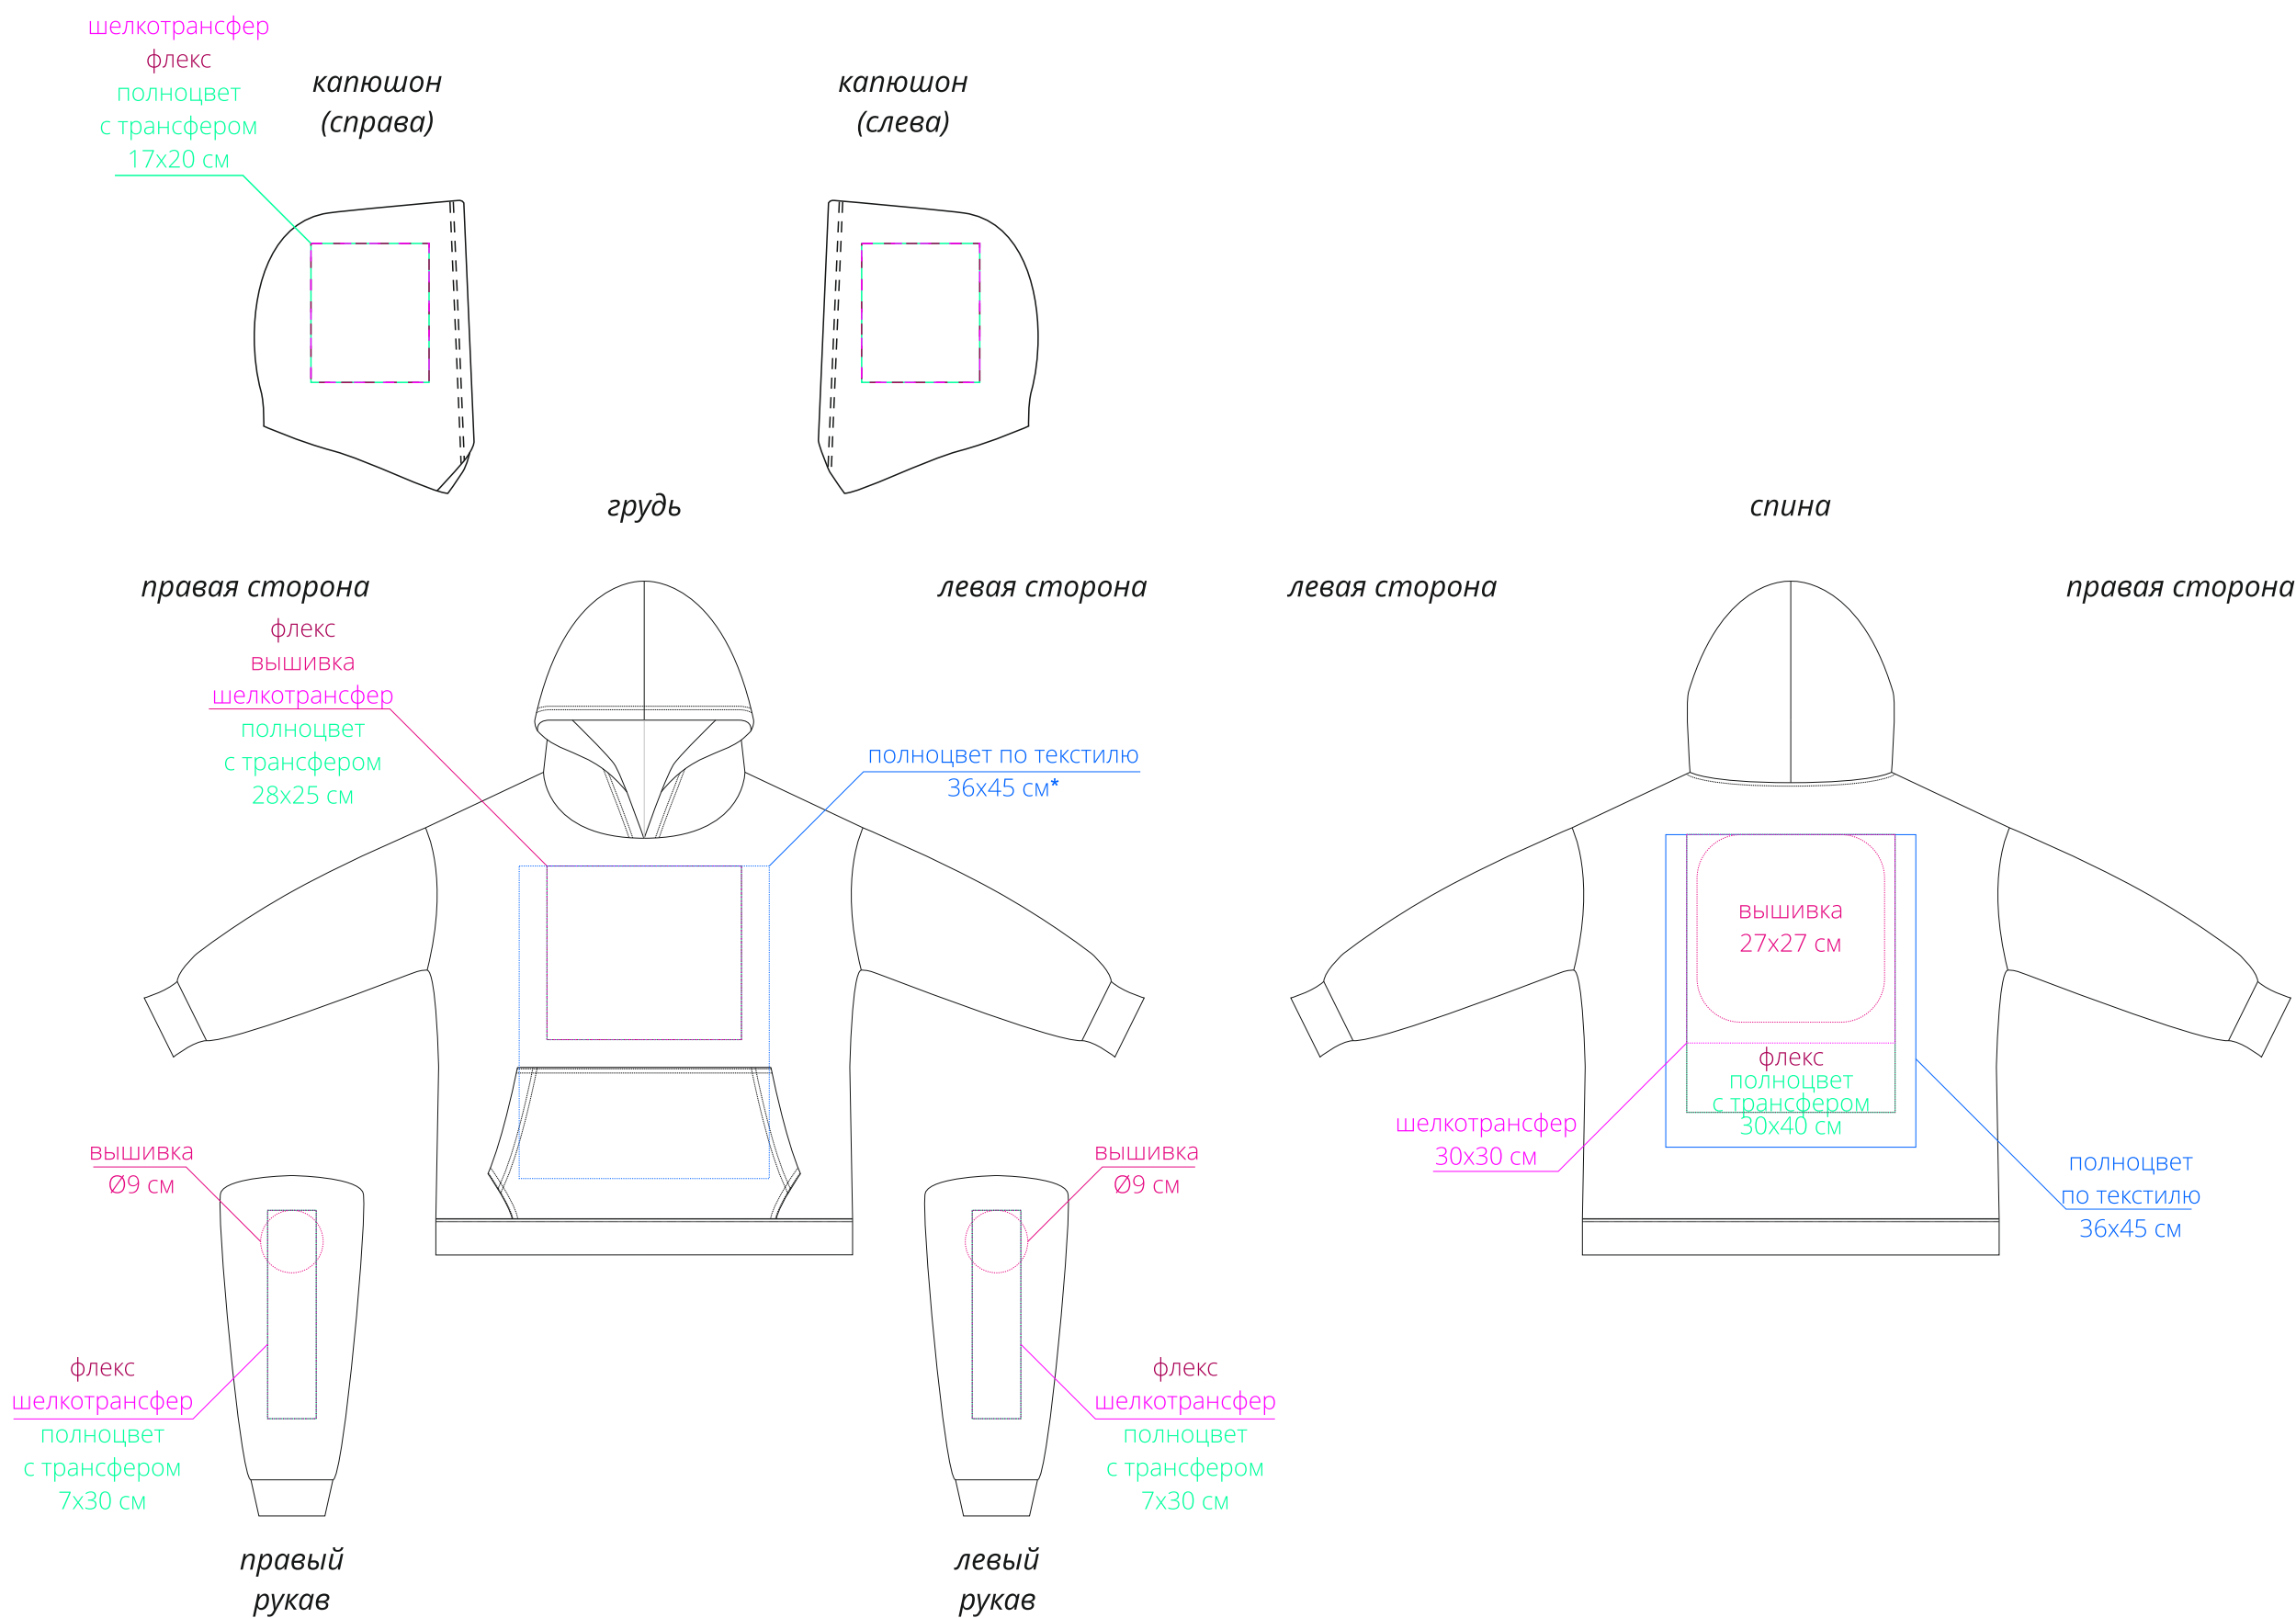 шелкотрансфер
флекс
полноцвет
с трансфером
17х20 см
капюшон
(справа)
капюшон
(слева)
грудь
спина
правая сторона
левая сторона
левая сторона
правая сторона
флекс
вышивка
шелкотрансфер
полноцвет
с трансфером
28х25 см
полноцвет по текстилю
36х45 см*
вышивка
27х27 см
флекс
полноцвет
с трансфером
30х40 см
шелкотрансфер
30х30 см
полноцвет
по текстилю
36х45 см
вышивка
Ø9 см
вышивка
Ø9 см
флекс
шелкотрансфер
полноцвет
с трансфером
7х30 см
флекс
шелкотрансфер
полноцвет
с трансфером
7х30 см
правый
рукав
левый
рукав